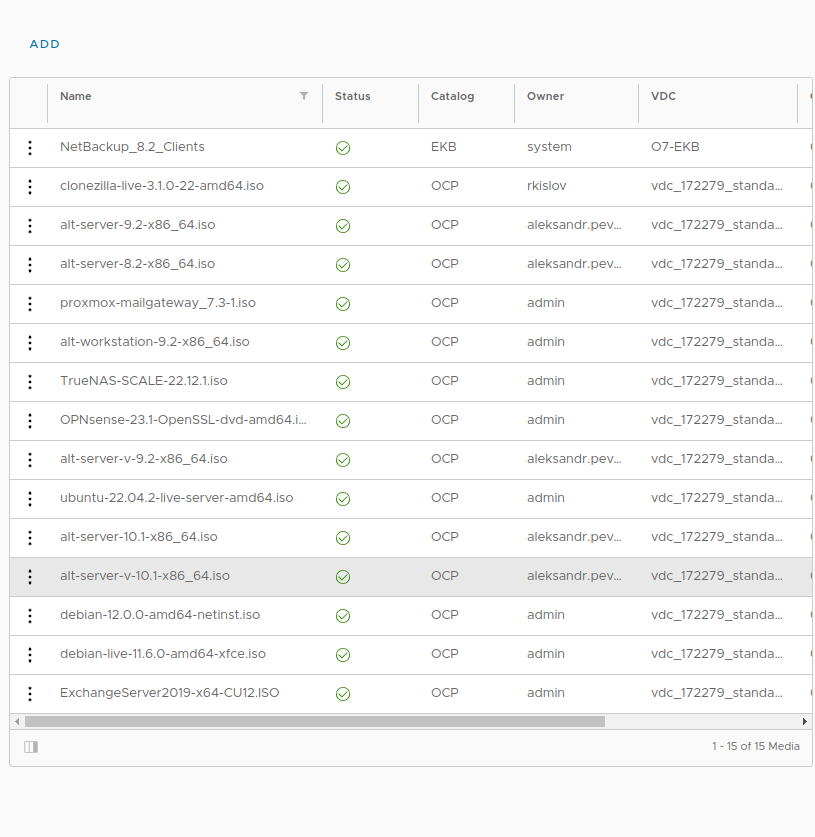 ADD
Name Status Catalog Owner VDC
NetBackup_8.2_Clients EKB system O7-EKB
clonezilla-live-3.1.0-22-amd64.iso OCP rkislov vdc_172279_standa...
alt-server-9.2-x86_64.iso OCP aleksandr.pev... vdc_172279_standa...
alt-server-8.2-x86_64.iso OCP aleksandr.pev... vdc_172279_standa...
proxmox-mailgateway_7.3-1.iso OCP admin vdc_172279_standa...
alt-workstation-9.2-x86_64.iso OCP admin vdc_172279_standa...
TrueNAS-SCALE-22.12.1.iso OCP admin vdc_172279_standa...
OPNsense-23.1-OpenSSL-dvd-amd64.i... OCP admin vdc_172279_standa...
alt-server-v-9.2-x86_64.iso OCP aleksandr.pev... vdc_172279_standa...
ubuntu-22.04.2-live-server-amd64.iso OCP admin vdc_172279_standa...
alt-server-10.1-x86_64.iso OCP aleksandr.pev... vdc_172279_standa...
alt-server-v-10.1-x86_64.iso OCP aleksandr.pev... vdc_172279_standa...
debian-12.0.0-amd64-netinst.iso OCP admin vdc_172279_standa...
debian-live-11.6.0-amd64-xfce.iso OCP admin vdc_172279_standa...
ExchangeServer2019-x64-CU12.ISO OCP admin vdc_172279_standa...
1 - 15 of 15 Media